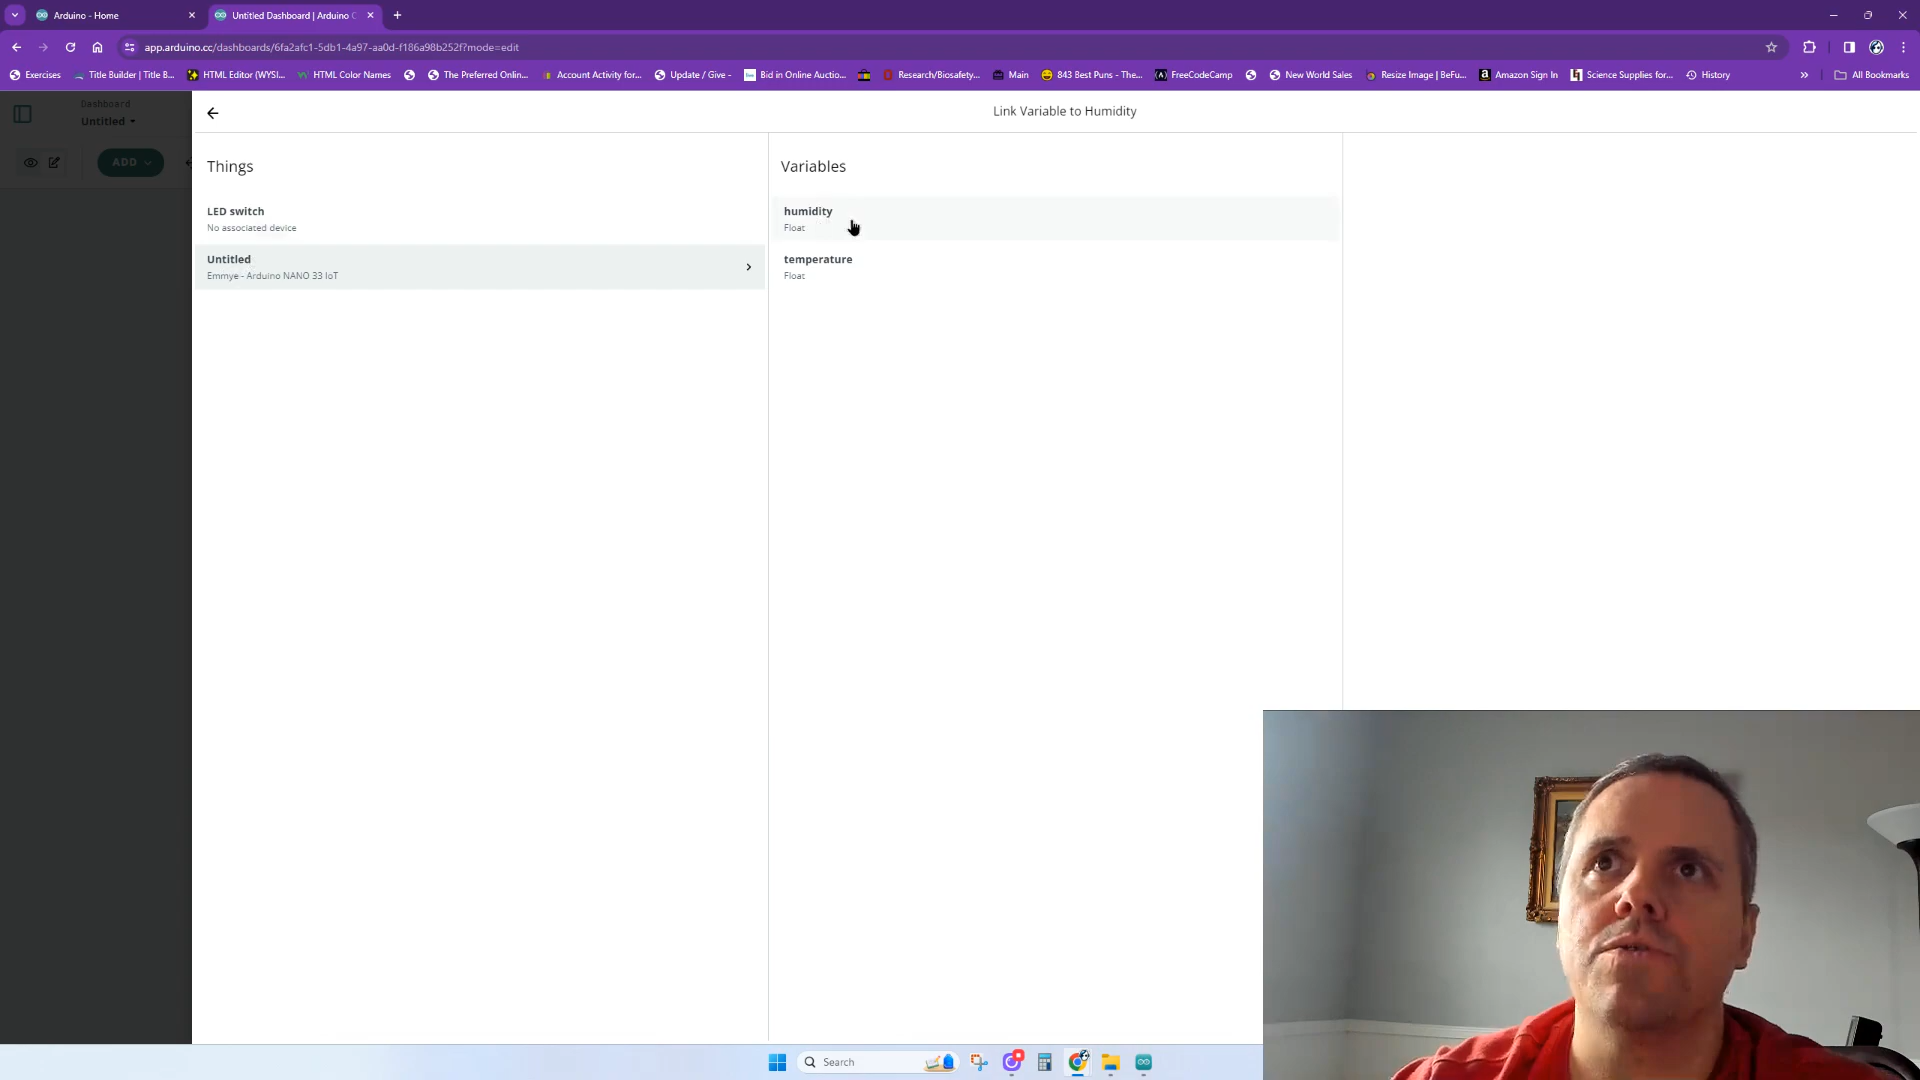 Arduino - Home
Untitled Dashboard | Arduino C
app.arduino.cc/dashboards/6fa2afc1-5db1-4a97-aa0d-f186a98b252f?mode=edit
Exercises
Title Builder | Title B...
HTML Editor (WYSI...
HTML Color Names
The Preferred Onlin...
Account Activity for...
Update / Give -
Bid in Online Auctio...
Research/Biosafety...
Main
843 Best Puns - The...
FreeCodeCamp
New World Sales
Resize Image | BeFu...
Amazon Sign In
Science Supplies for...
History
All Bookmarks
Dashboard
Untitled
ADD
Link Variable to Humidity
Things
LED switch
No associated device
Untitled
Emmye - Arduino NANO 33 IoT
Variables
humidity
Float
temperature
Float
Search